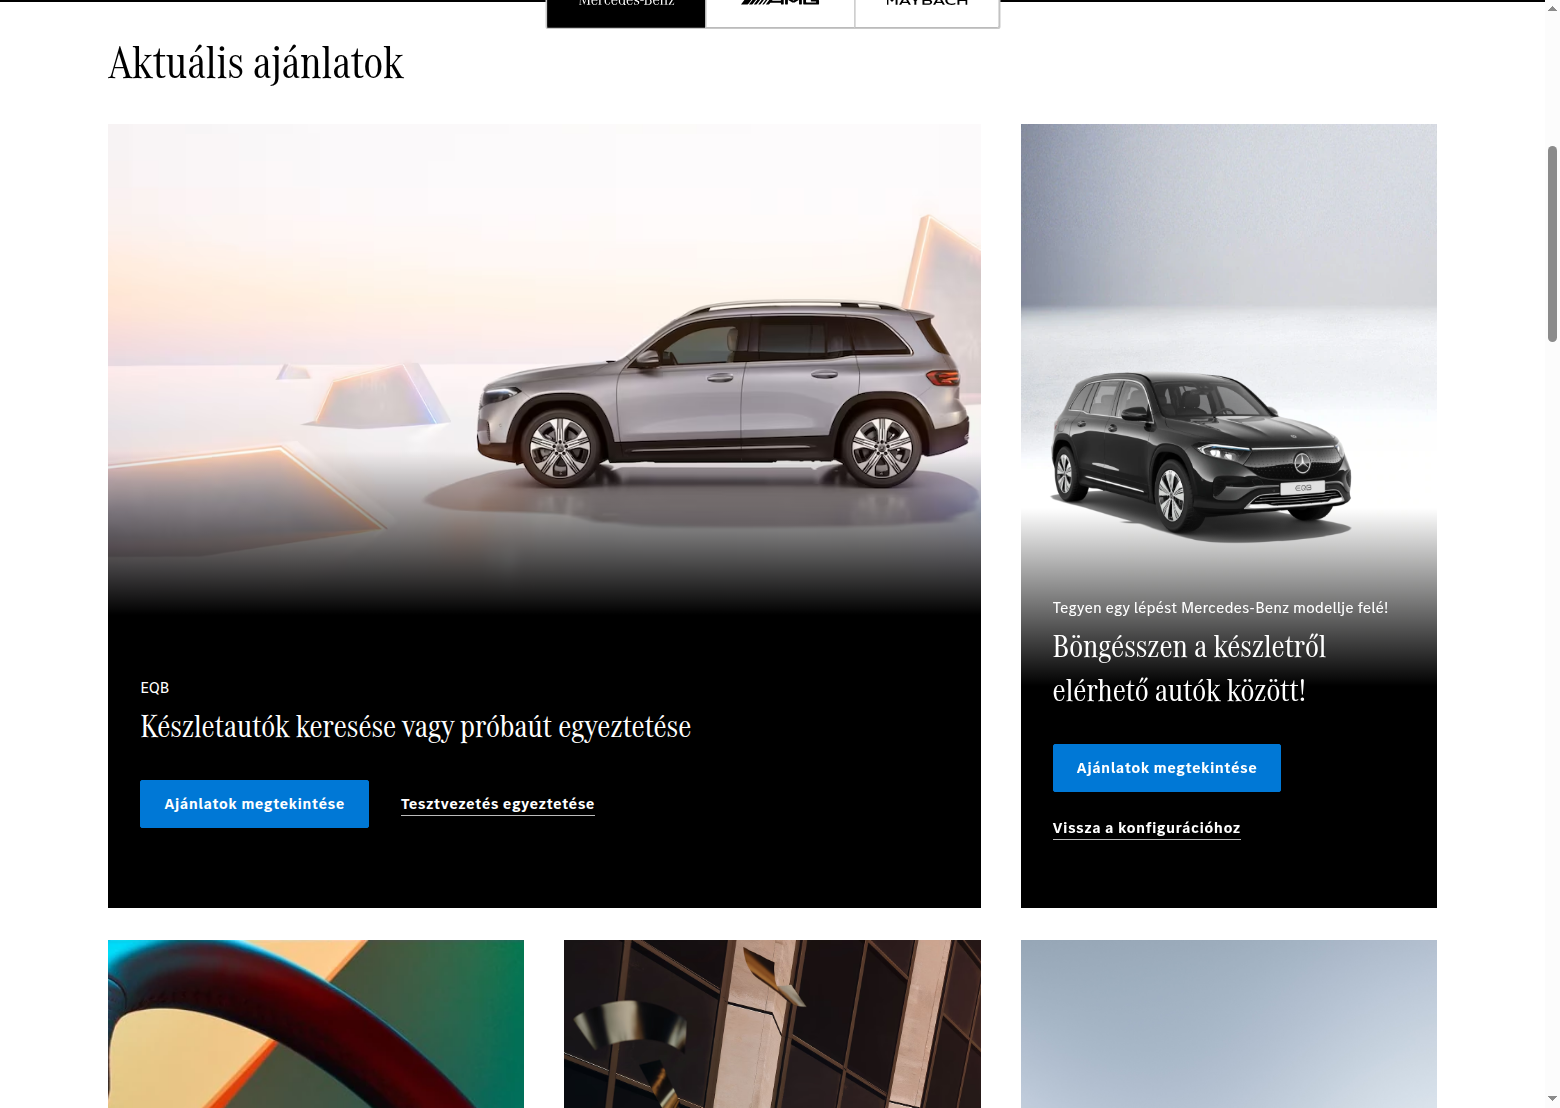 Mercedes-Benz
AMG
MAYBACH
Aktuális ajánlatok
EQB
Készletautók keresése vagy próbaút egyeztetése
Ajánlatok megtekintése
Tesztvezetés egyeztetése
EQB
Tegyen egy lépést Mercedes-Benz modellje felé!
Böngésszen a készletről
elérhető autók között!
Ajánlatok megtekintése
Vissza a konfigurációhoz